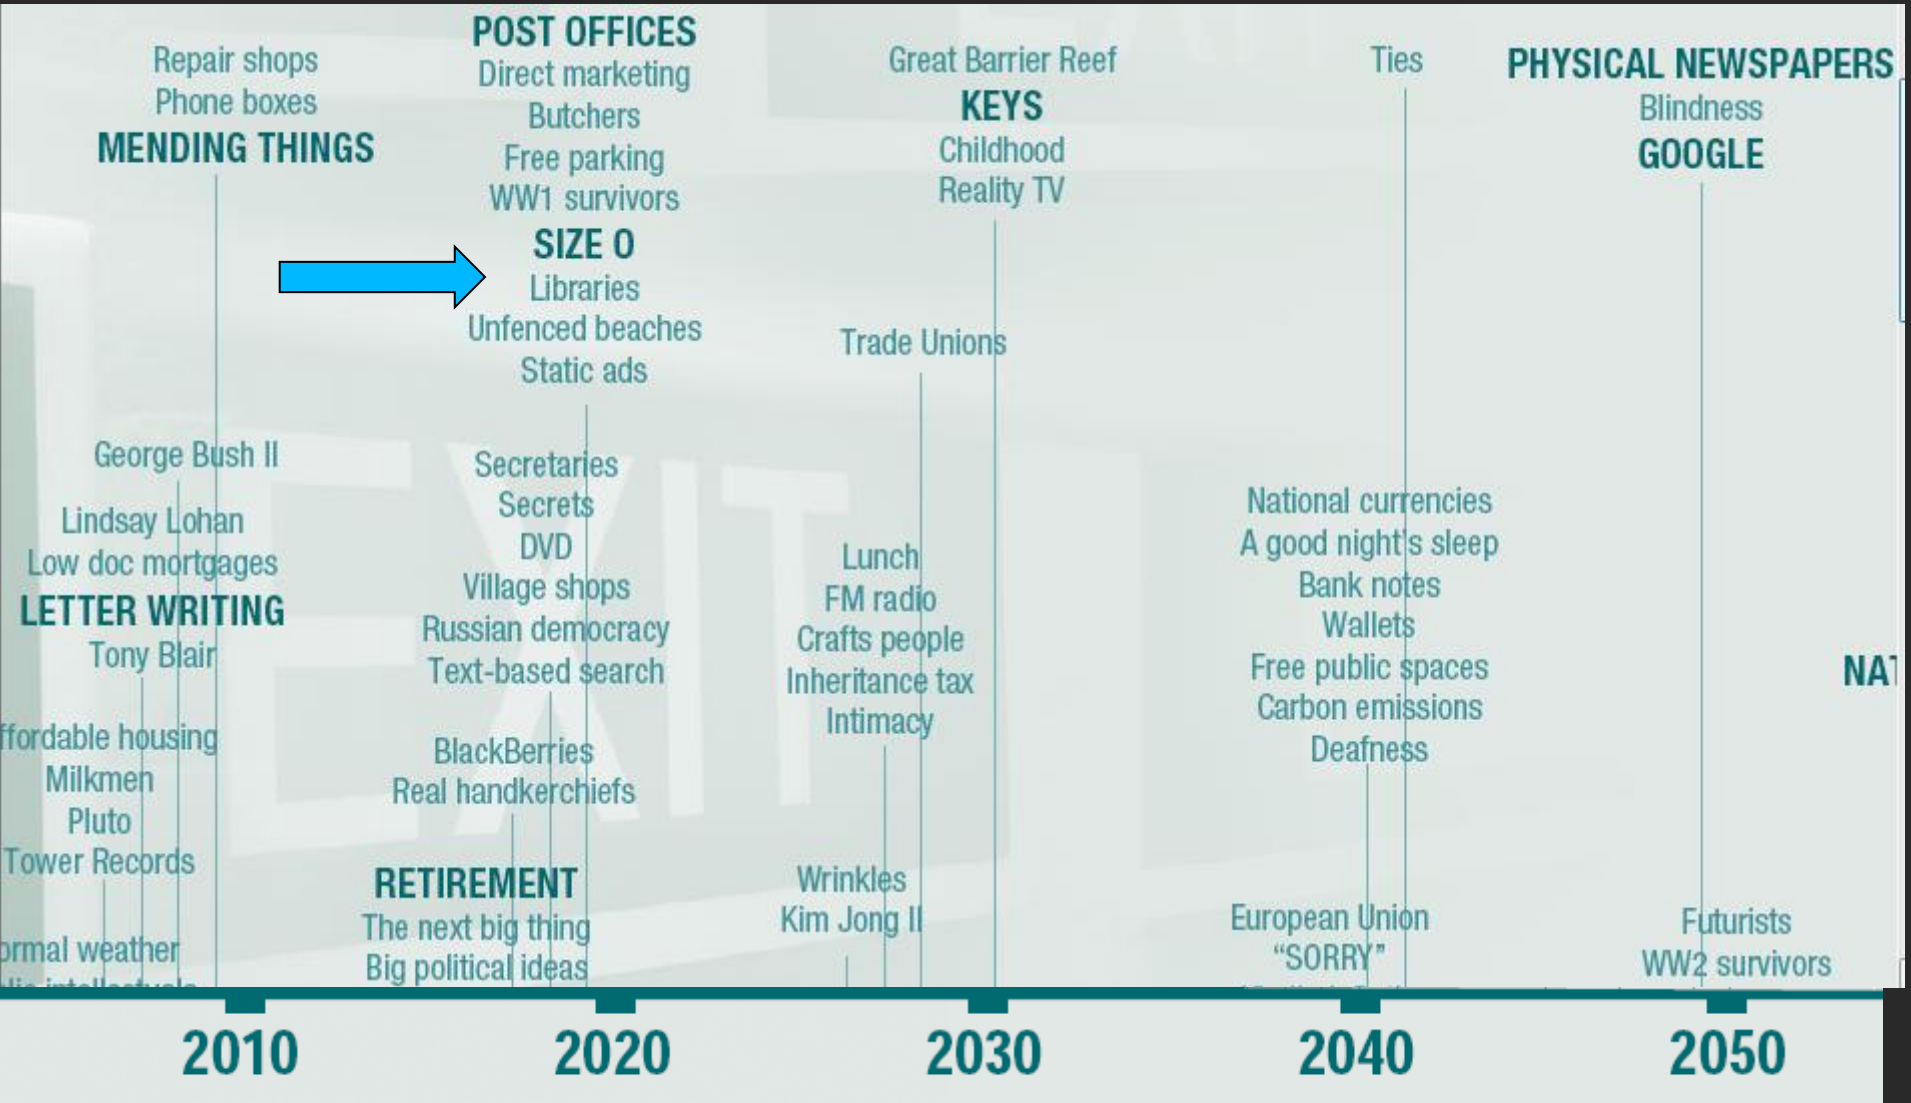 Repair shops
Phone boxes
MENDING THINGS
George Bush II
Lindsay Lohan
Low doc mortgages
LETTER WRITING
Tony Blair
ffordable housing
Milkmen
Pluto
Tower Records
ormal weather
POST OFFICES
Direct marketing
Butchers
Free parking
WW1 survivors
SIZE O
Libraries
Unfenced beaches
Static ads
Secretaries
Secrets
DVD
Village shops
Russian democracy
Text-based search
BlackBerries
Real handkerchiefs
RETIREMENT
The next big thing
Big political ideas
EXIT
Great Barrier Reef
KEYS
Childhood
Reality TV
Trade Unions
Lunch
FM radio
Crafts people
Inheritance tax
Intimacy
Wrinkles
Kim Jong Il
Ties
National currencies
A good night's sleep
Bank notes
Wallets
Free public spaces
Carbon emissions
Deafness
European Union
“SORRY”
PHYSICAL NEWSPAPERS
Blindness
GOOGLE
NAT
Futurists
WW2 survivors
2010 2020 2030 2040 2050